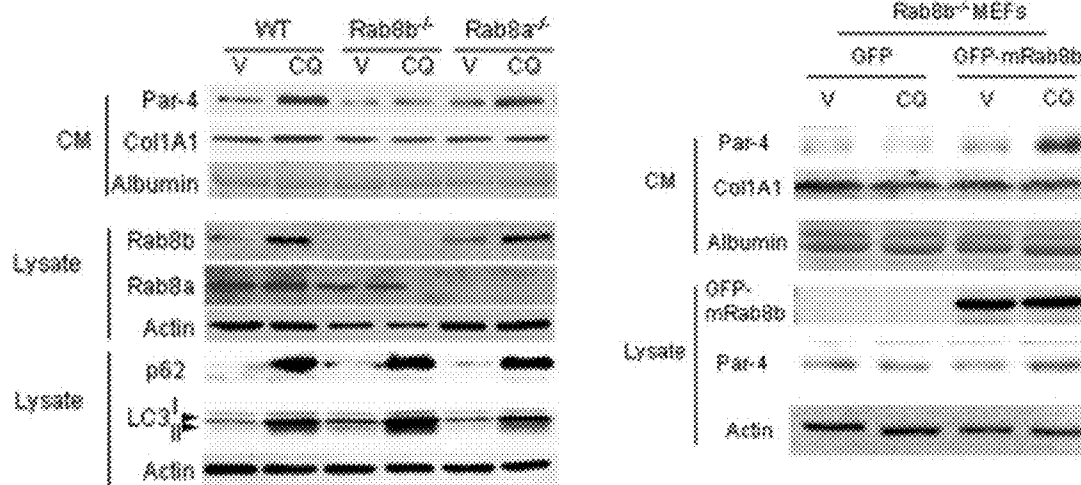 WT Rab8b-/- Rab8a-/-
V CQ V CQ V CQ
CM
Par-4
Col1A1
Albumin
Lysate
Rab8b
Rab8a
Actin
Lysate
p62
LC3 I
II
Actin
Rab8b-/- MEFs
GFP GFP-mRab8b
V CQ V CQ
CM
Par-4
Col1A1
Albumin
Lysate
GFP-
mRab8b
Par-4
Actin